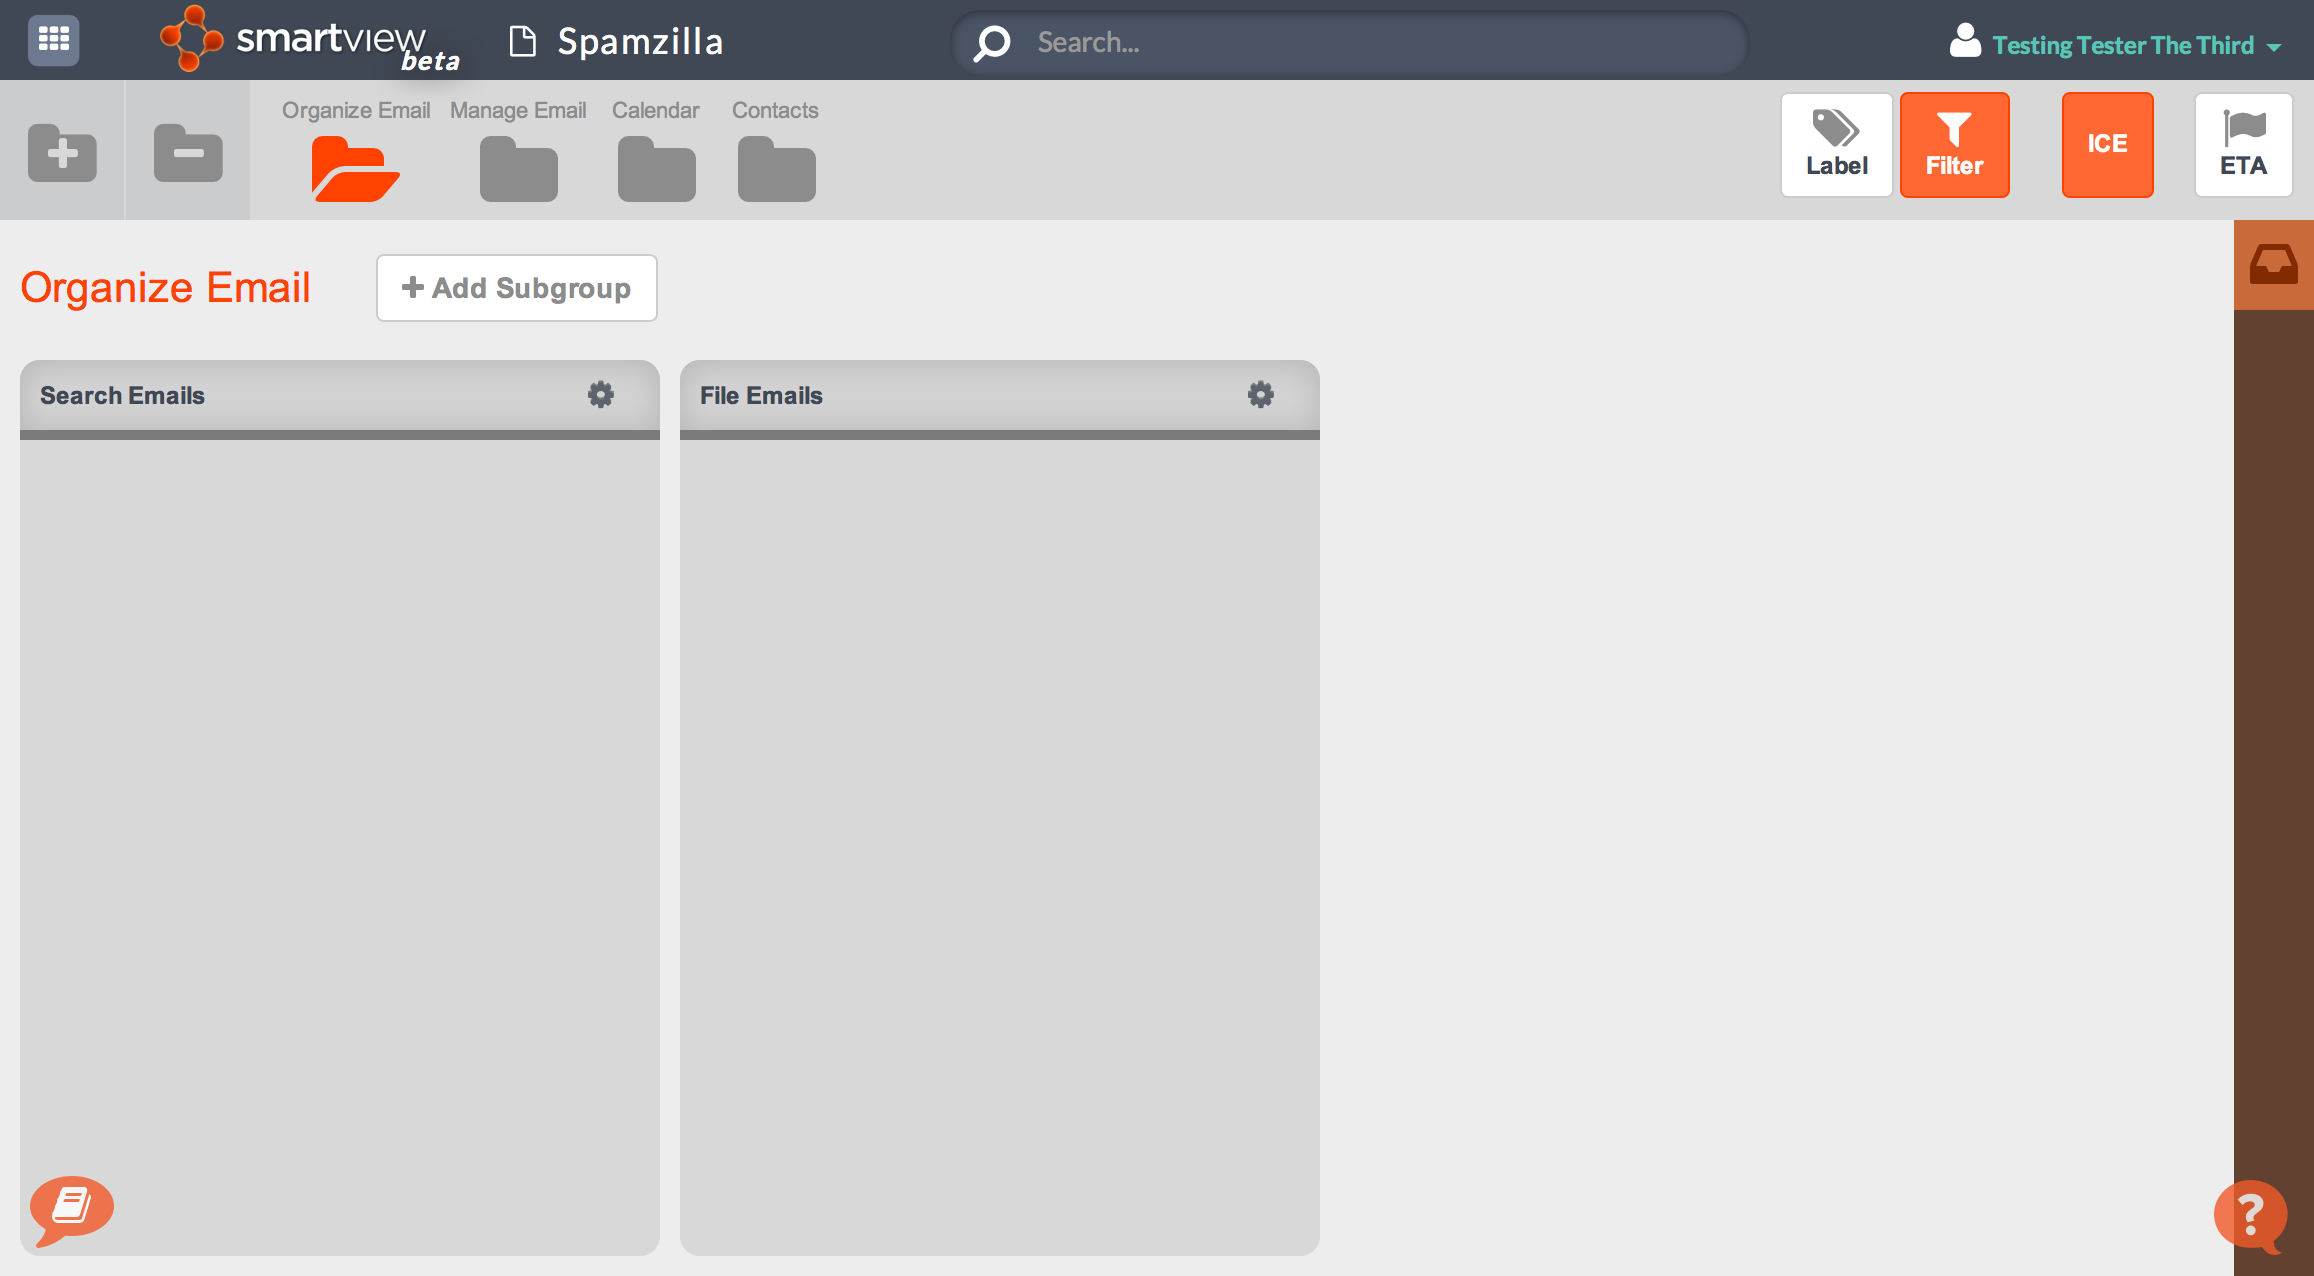 smartview
beta
Spamzilla
Search...
Testing Tester The Third
Organize Email
Manage Email
Calendar
Contacts
Label
Filter
ICE
ETA
Organize Email
Add Subgroup
Search Emails
File Emails
?